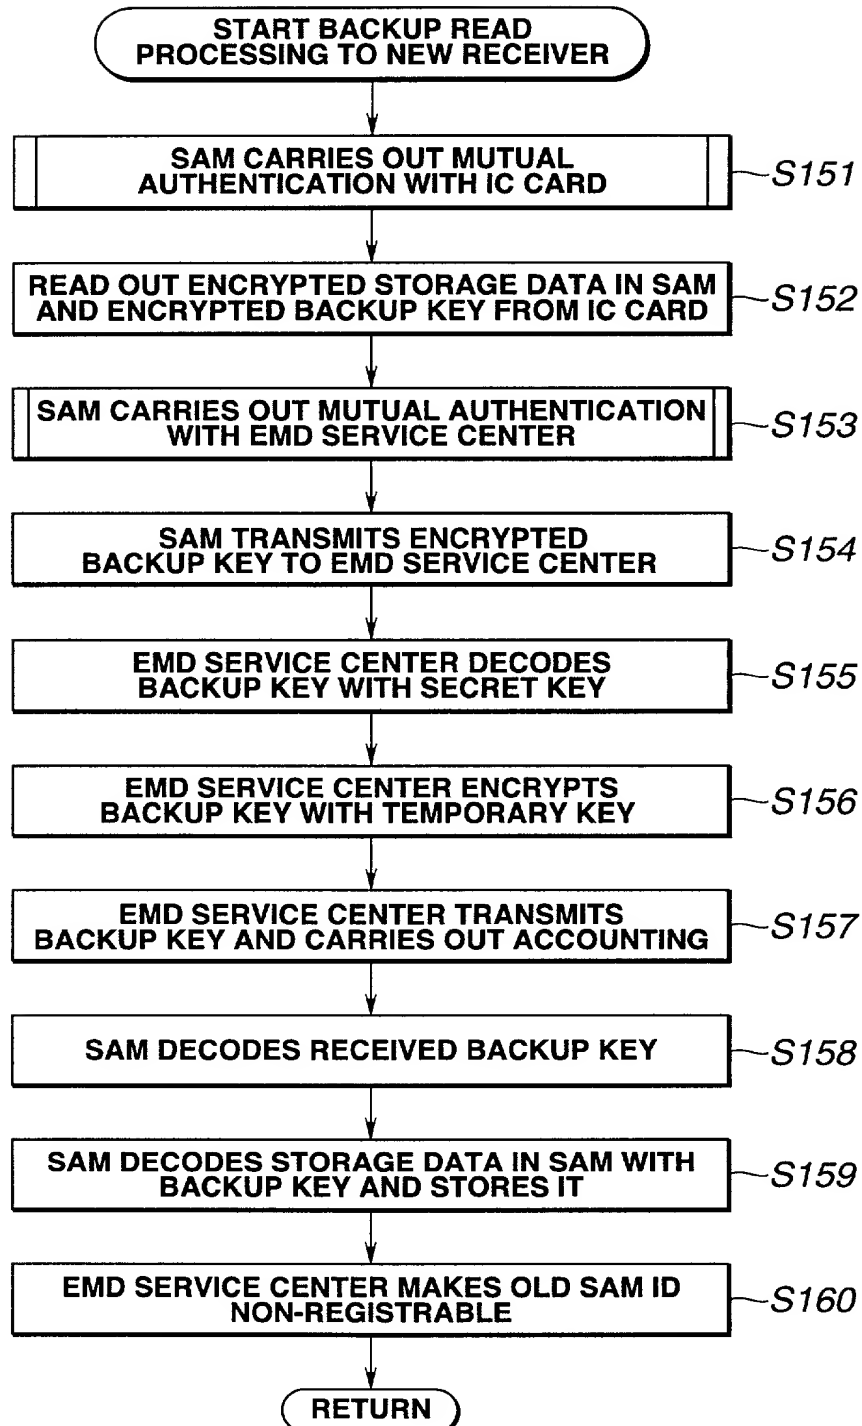 START BACKUP READ
PROCESSING TO NEW RECEIVER
SAM CARRIES OUT MUTUAL
AUTHENTICATION WITH IC CARD
S151
READ OUT ENCRYPTED STORAGE DATA IN SAM
AND ENCRYPTED BACKUP KEY FROM IC CARD
S152
SAM CARRIES OUT MUTUAL AUTHENTICATION
WITH EMD SERVICE CENTER
S153
SAM TRANSMITS ENCRYPTED
BACKUP KEY TO EMD SERVICE CENTER
S154
EMD SERVICE CENTER DECODES
BACKUP KEY WITH SECRET KEY
S155
EMD SERVICE CENTER ENCRYPTS
BACKUP KEY WITH TEMPORARY KEY
S156
EMD SERVICE CENTER TRANSMITS
BACKUP KEY AND CARRIES OUT ACCOUNTING
S157
SAM DECODES RECEIVED BACKUP KEY
S158
SAM DECODES STORAGE DATA IN SAM WITH
BACKUP KEY AND STORES IT
S159
EMD SERVICE CENTER MAKES OLD SAM ID
NON-REGISTRABLE
S160
RETURN